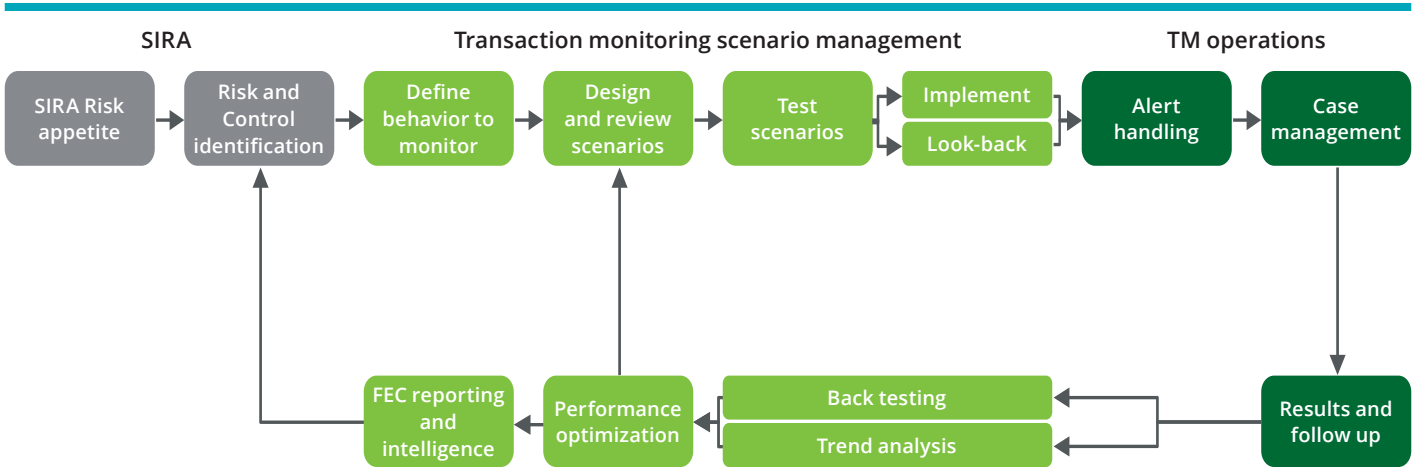 SIRA
Transaction monitoring scenario management
TM operations
SIRA Risk
appetite
Risk and
Control
identification
Define
behavior to
monitor
Design
and review
scenarios
Test
scenarios
Implement
Look-back
Alert
handling
Case
management
FEC reporting
and
intelligence
Performance
optimization
Back testing
Trend analysis
Results and
follow up